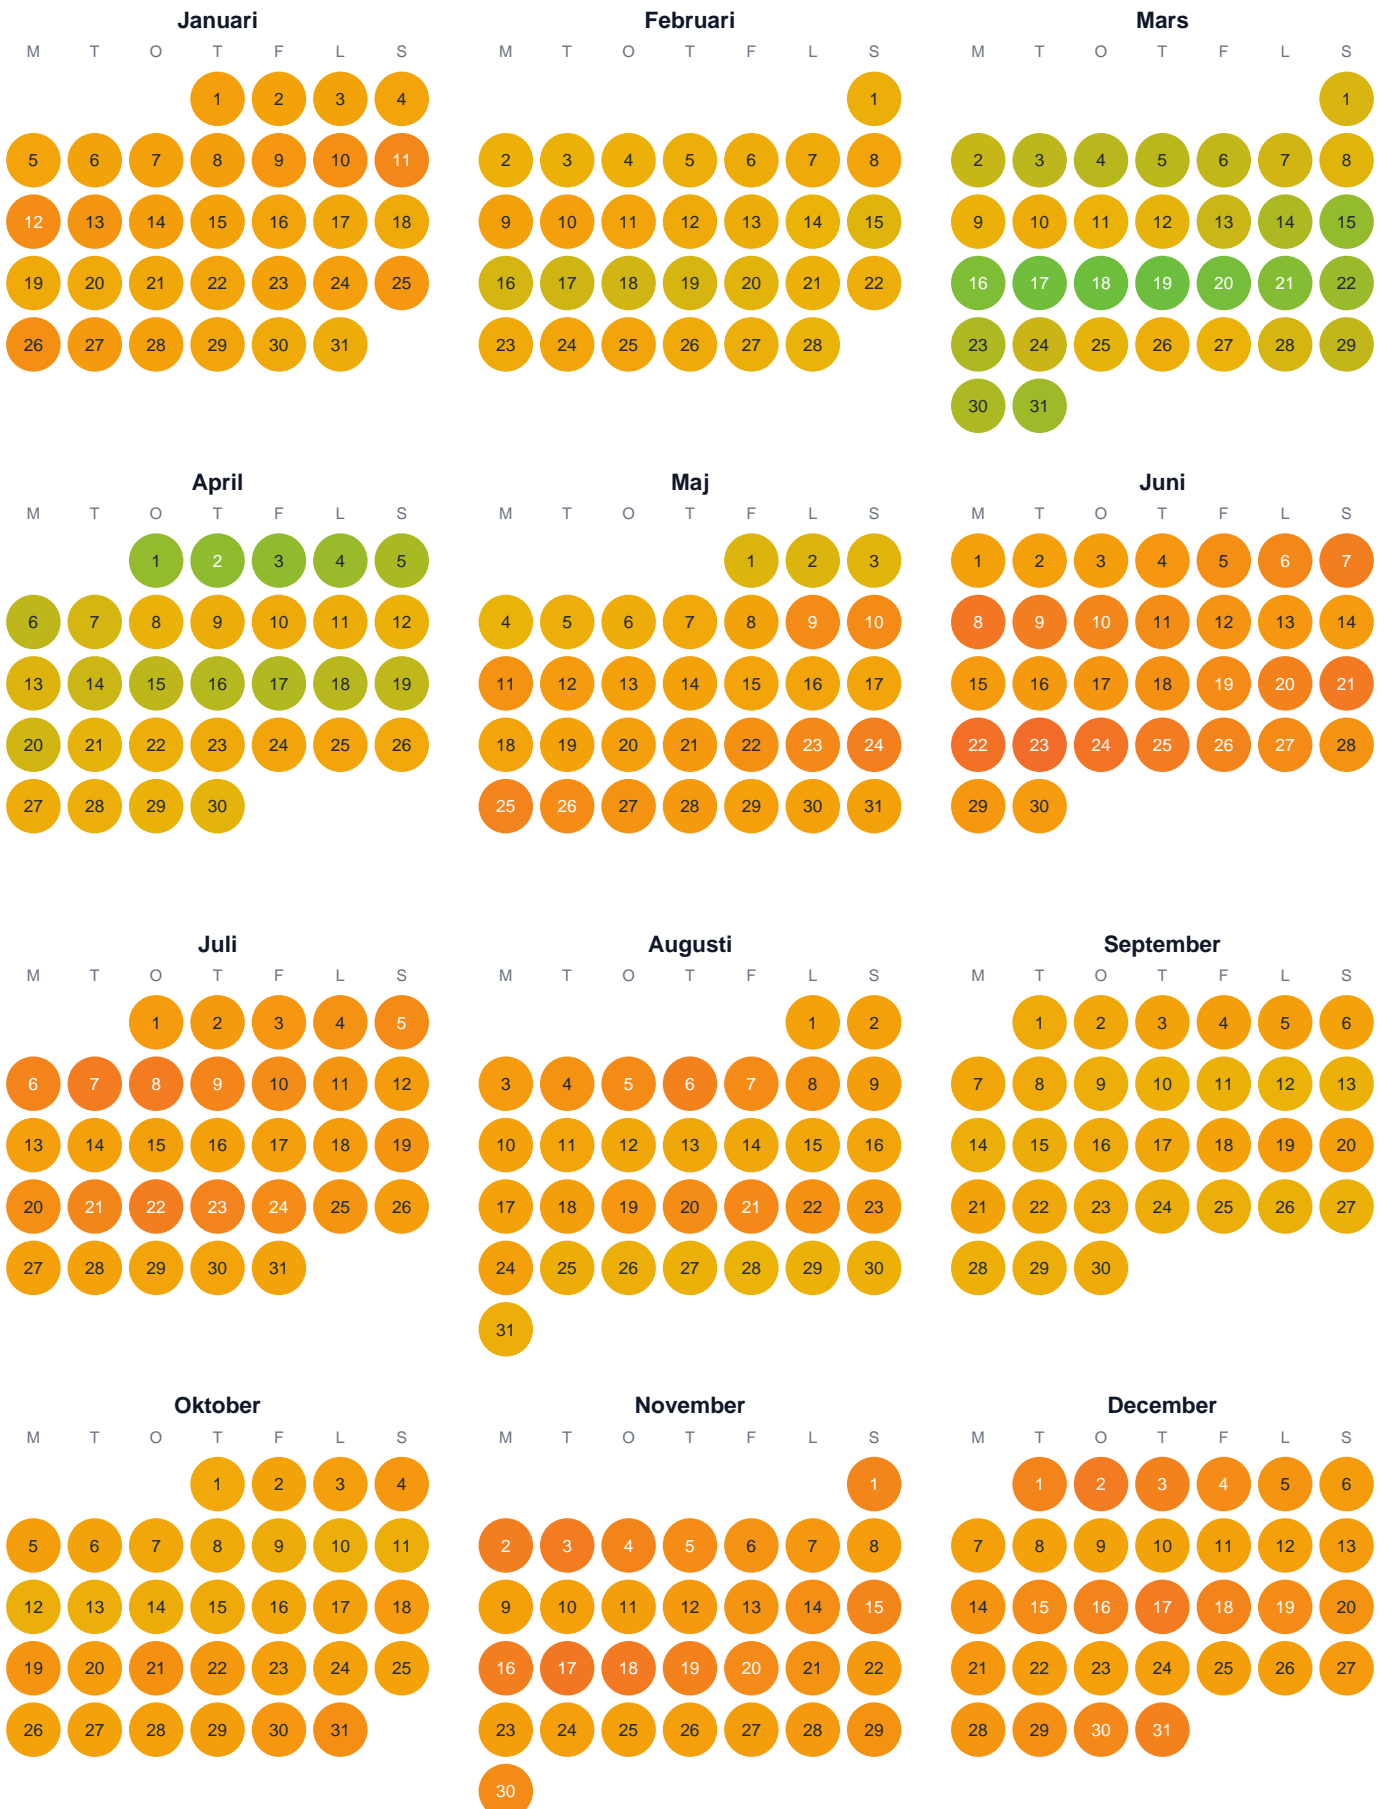 Januari Februari Mars
M T O T F L S M T O T F L S M T O T F L S
1 2 3 4 1 1
5 6 7 8 9 10 11 2 3 4 5 6 7 8 2 3 4 5 6 7 8
12 13 14 15 16 17 18 9 10 11 12 13 14 15 9 10 11 12 13 14 15
19 20 21 22 23 24 25 16 17 18 19 20 21 22 16 17 18 19 20 21 22
26 27 28 29 30 31 23 24 25 26 27 28 23 24 25 26 27 28 29
30 31
April Maj Juni
M T O T F L S M T O T F L S M T O T F L S
1 2 3 4 5 1 2 3 1 2 3 4 5 6 7
6 7 8 9 10 11 12 4 5 6 7 8 9 10 8 9 10 11 12 13 14
13 14 15 16 17 18 19 11 12 13 14 15 16 17 15 16 17 18 19 20 21
20 21 22 23 24 25 26 18 19 20 21 22 23 24 22 23 24 25 26 27 28
27 28 29 30 25 26 27 28 29 30 31 29 30
Juli Augusti September
M T O T F L S M T O T F L S M T O T F L S
1 2 3 4 5 1 2 1 2 3 4 5 6
6 7 8 9 10 11 12 3 4 5 6 7 8 9 7 8 9 10 11 12 13
13 14 15 16 17 18 19 10 11 12 13 14 15 16 14 15 16 17 18 19 20
20 21 22 23 24 25 26 17 18 19 20 21 22 23 21 22 23 24 25 26 27
27 28 29 30 31 24 25 26 27 28 29 30 28 29 30
31
Oktober November December
M T O T F L S M T O T F L S M T O T F L S
1 2 3 4 1 1 2 3 4 5 6
5 6 7 8 9 10 11 2 3 4 5 6 7 8 7 8 9 10 11 12 13
12 13 14 15 16 17 18 9 10 11 12 13 14 15 14 15 16 17 18 19 20
19 20 21 22 23 24 25 16 17 18 19 20 21 22 21 22 23 24 25 26 27
26 27 28 29 30 31 23 24 25 26 27 28 29 28 29 30 31
30